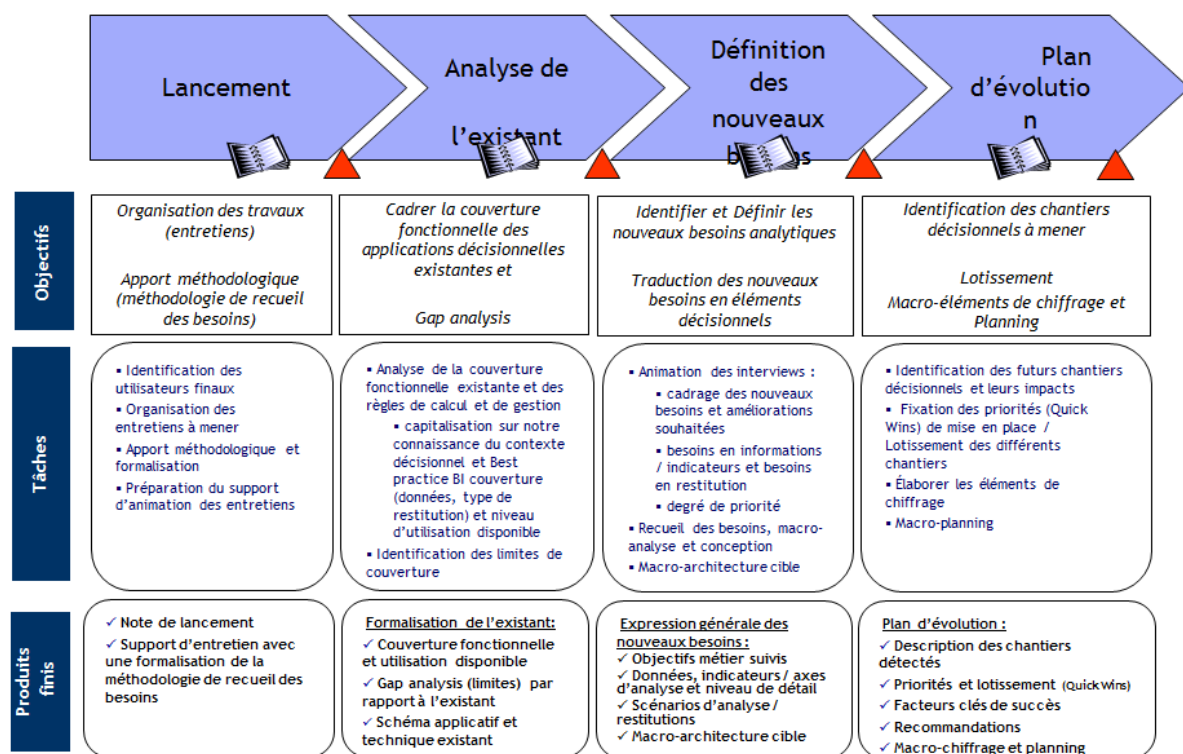 Lancement
Analyse de
l'existant
Définition
des
nouveaux
besoins
Plan
d'évolutio
n
Objectifs
Organisation des travaux
(entretiens)
Apport méthodologique
(méthodologie de recueil
des besoins)
Cadrer la couverture
fonctionnelle des
applications décisionnelles
existantes et
Gap analysis
Identifier et Définir les
nouveaux besoins analytiques
Traduction des nouveaux
besoins en éléments
décisionnels
Identification des chantiers
décisionnels à mener
Lotissement
Macro-éléments de chiffrage et
Planning
Tâches
▪ Identification des
utilisateurs finaux
▪ Organisation des
entretiens à mener
▪ Apport méthodologique et
formalisation
▪ Préparation du support
d'animation des entretiens
▪ Analyse de la couverture
fonctionnelle existante et des
règles de calcul et de gestion
▪ capitalisation sur notre
connaissance du contexte
décisionnel et Best
practice BI couverture
(données, type de
restitution) et niveau
d'utilisation disponible
▪ Identification des limites de
couverture
▪ Animation des interviews :
▪ cadrage des nouveaux
besoins et améliorations
souhaitées
▪ besoins en informations
/ indicateurs et besoins
en restitution
▪ degré de priorité
▪ Recueil des besoins, macro-
analyse et conception
▪ Macro-architecture cible
▪ Identification des futurs chantiers
décisionnels et leurs impacts
▪ Fixation des priorités (Quick
Wins) de mise en place /
Lotissement des différents
chantiers
▪ Élaborer les éléments de
chiffrage
▪ Macro-planning
Produits
finis
✓ Note de lancement
✓ Support d'entretien avec
une formalisation de la
méthodologie de recueil des
besoins
Formalisation de l'existant:
✓ Couverture fonctionnelle
et utilisation disponible
✓ Gap analysis (limites) par
rapport à l'existant
✓ Schéma applicatif et
technique existant
Expression générale des
nouveaux besoins :
✓ Objectifs métier suivis
✓ Données, indicateurs / axes
d'analyse et niveau de détail
✓ Scénarios d'analyse /
restitutions
✓ Macro-architecture cible
Plan d'évolution :
✓ Description des chantiers
détectés
✓ Priorités et lotissement (Quick Wins)
✓ Facteurs clés de succès
✓ Recommandations
✓ Macro-chiffrage et planning